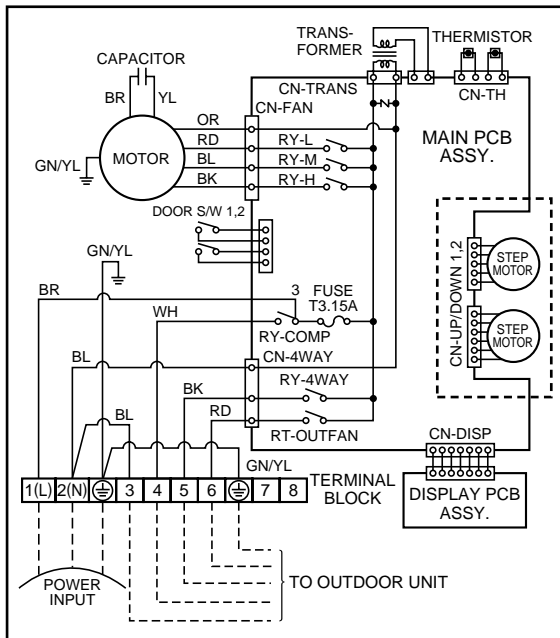 TRANS-
FORMER
THERMISTOR
CAPACITOR
BR YL
CN-TRANS
CN-TH
CN-FAN
OR
RD RY-L
MAIN PCB
ASSY.
GN/YL MOTOR
BL RY-M
BK RY-H
DOOR S/W 1,2
CN-UP/DOWN 1,2
STEP
MOTOR
STEP
MOTOR
GN/YL
BR
3
FUSE
T3.15A
WH
RY-COMP
CN-4WAY
BL
RY-4WAY
BK
BL
RD
RT-OUTFAN
CN-DISP
GN/YL
1(L) 2(N) 3 4 5 6 7 8
TERMINAL
BLOCK
DISPLAY PCB
ASSY.
POWER
INPUT
TO OUTDOOR UNIT